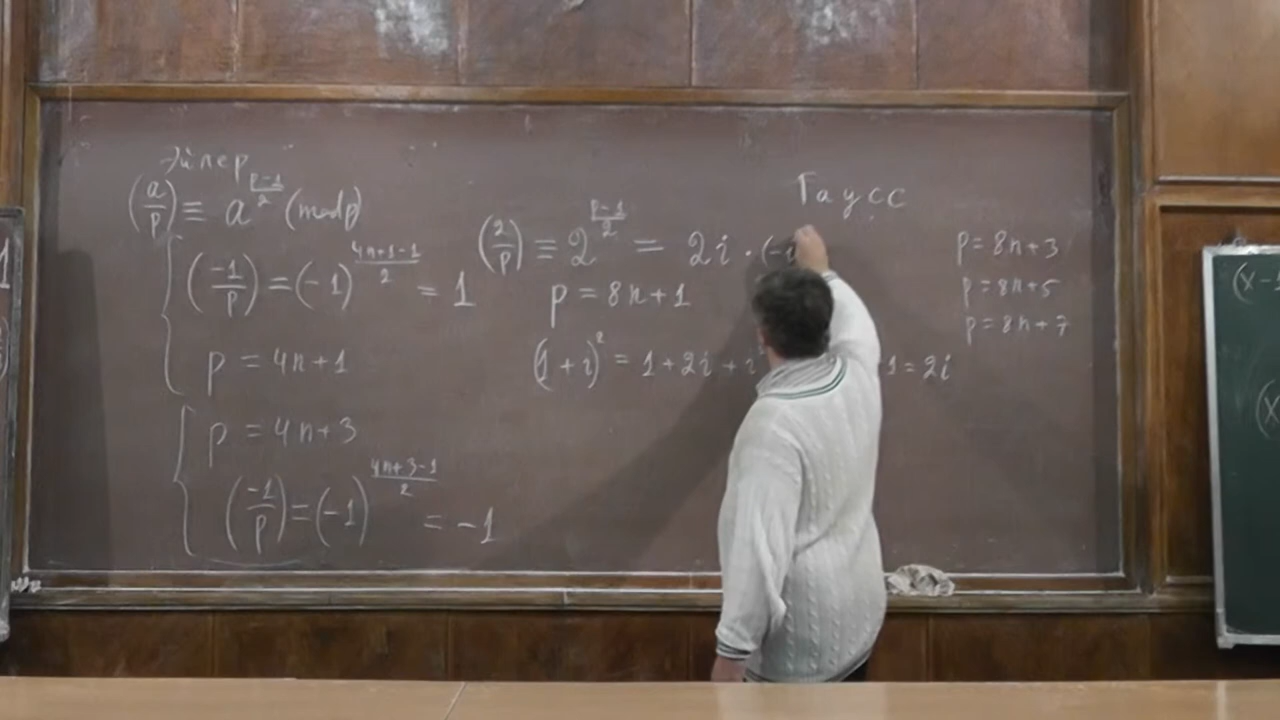 Эйлер
(a/p) ≡ a^((p-1)/2) (mod p)
(-1/p) = (-1)^((4n+1-1)/2) = 1
p = 4n+1
p = 4n+3
(-1/p) = (-1)^((4n+3-1)/2) = -1
Гаусс
(2/p) ≡ 2^((p-1)/2) = 2i · (-i
p = 8n+1
(1+i)^2 = 1+2i+i
1 = 2i
p = 8n+3
p = 8n+5
p = 8n+7
(x-
(x